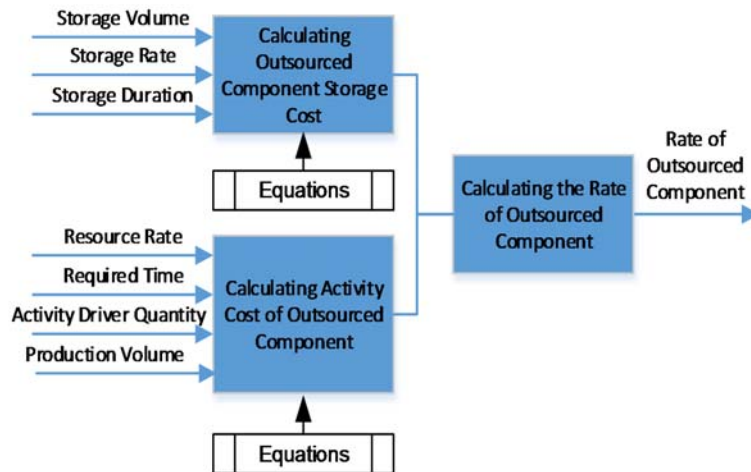 Storage Volume
Storage Rate
Storage Duration
Calculating
Outsourced
Component Storage
Cost
Equations
Resource Rate
Required Time
Activity Driver Quantity
Production Volume
Calculating Activity
Cost of Outsourced
Component
Equations
Calculating the Rate
of Outsourced
Component
Rate of
Outsourced
Component